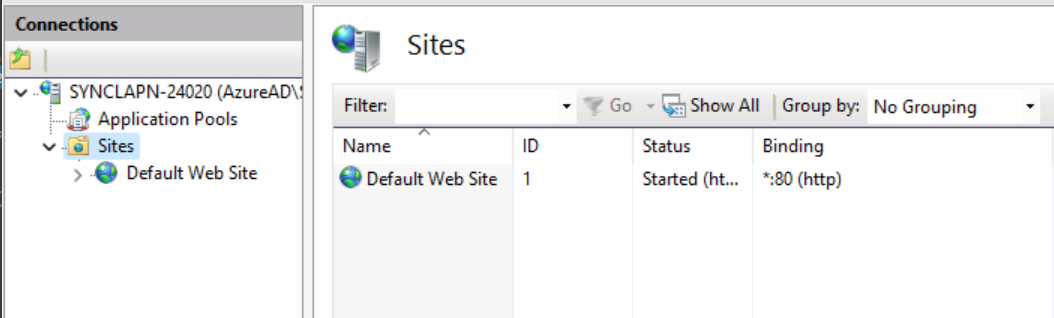 Connections
SYNCLAPN-24020 (AzureAD\
Application Pools
Sites
Default Web Site
Sites
Filter: Go Show All Group by: No Grouping
Name ID Status Binding
Default Web Site 1 Started (ht... *:80 (http)